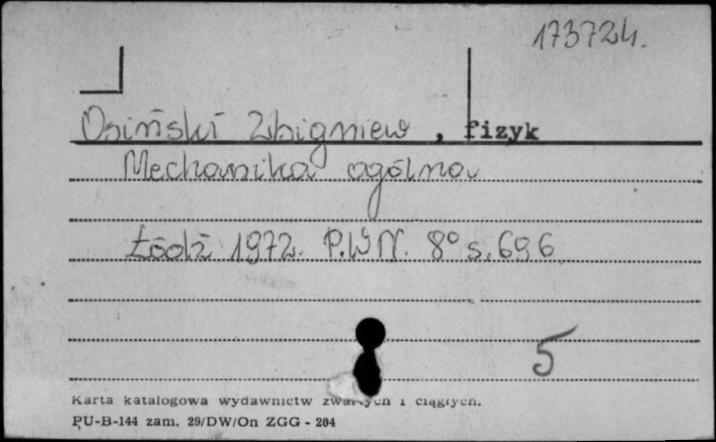 173724.
Osiński Zbigniew, fizyk
Mechanika ogólna
Łódź 1972. P.W.N. 8° s. 696
5
Karta katalogowa wydawnictw zwartych i ciągłych.
PU-B-144 zam. 29/DW/On ZGG - 204